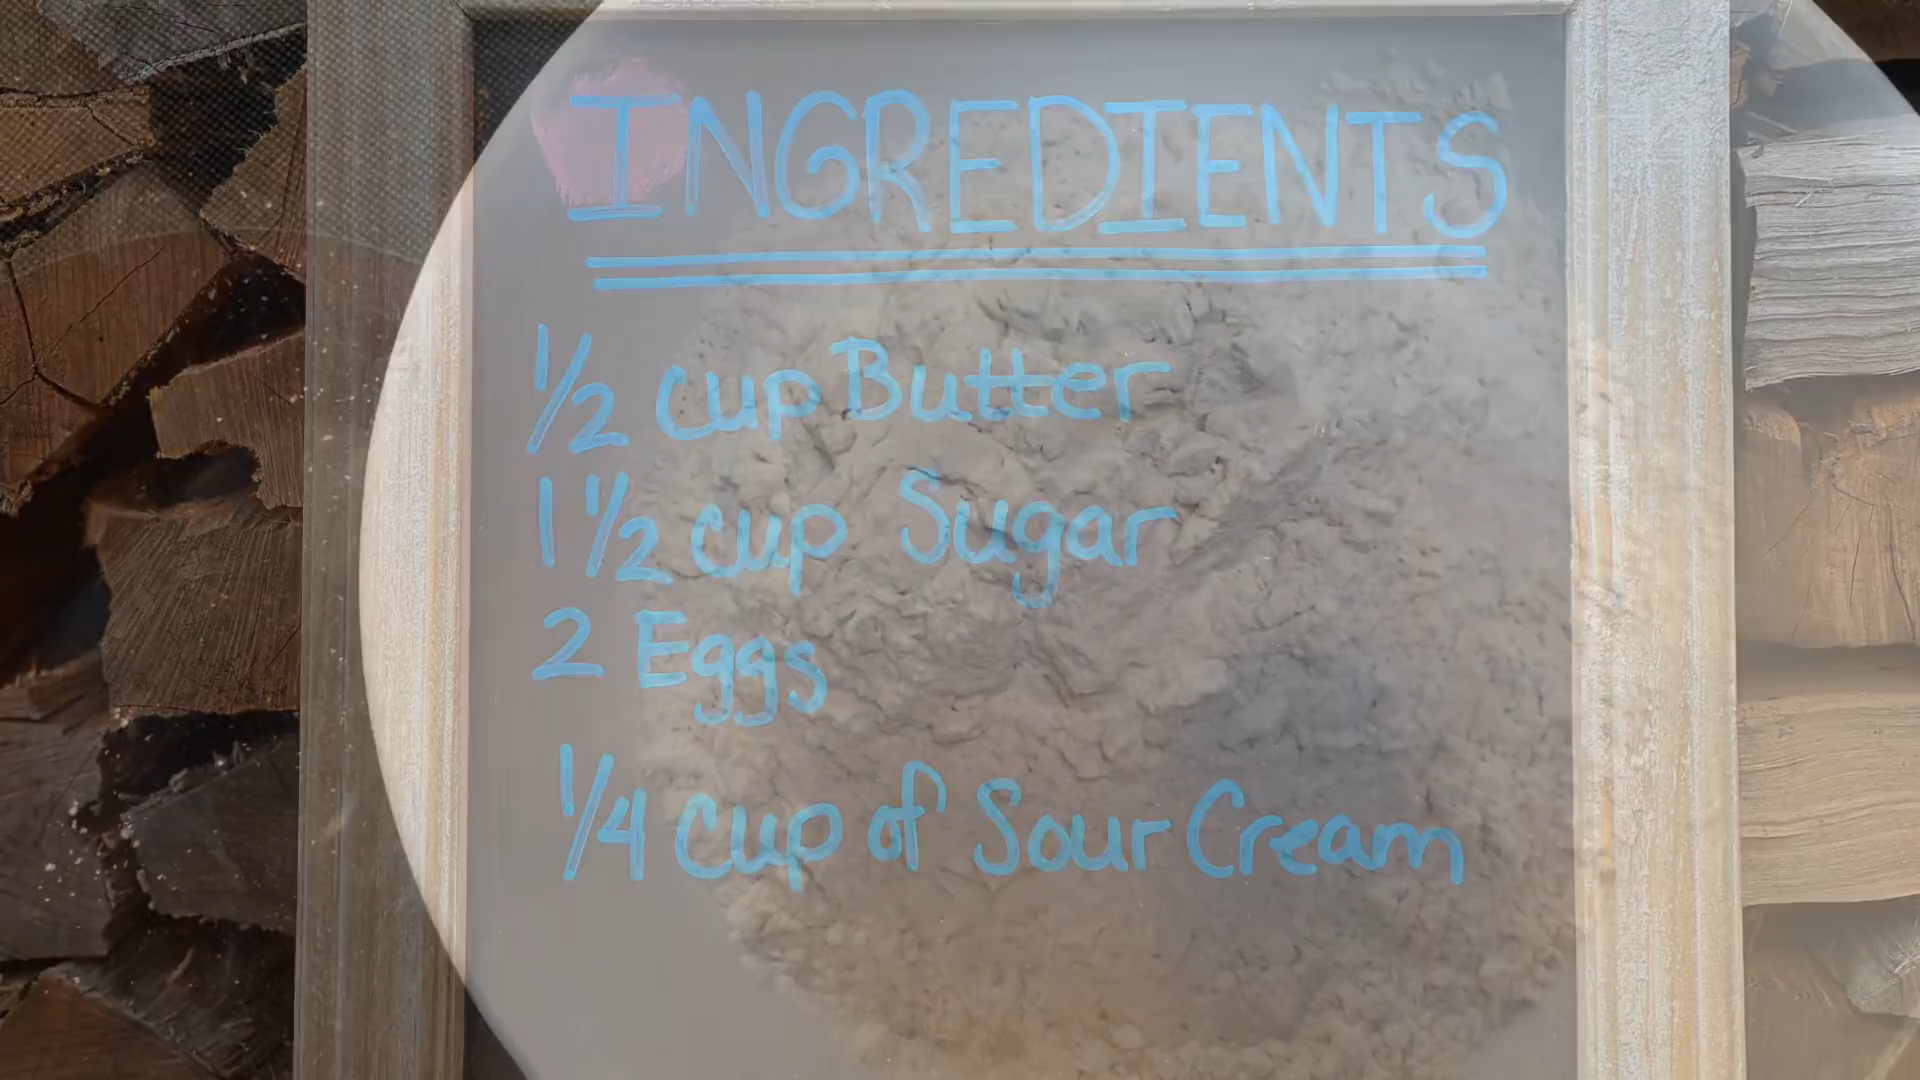 INGREDIENTS
1/2 cup Butter
1 1/2 cup Sugar
2 Eggs
1/4 cup of Sour Cream